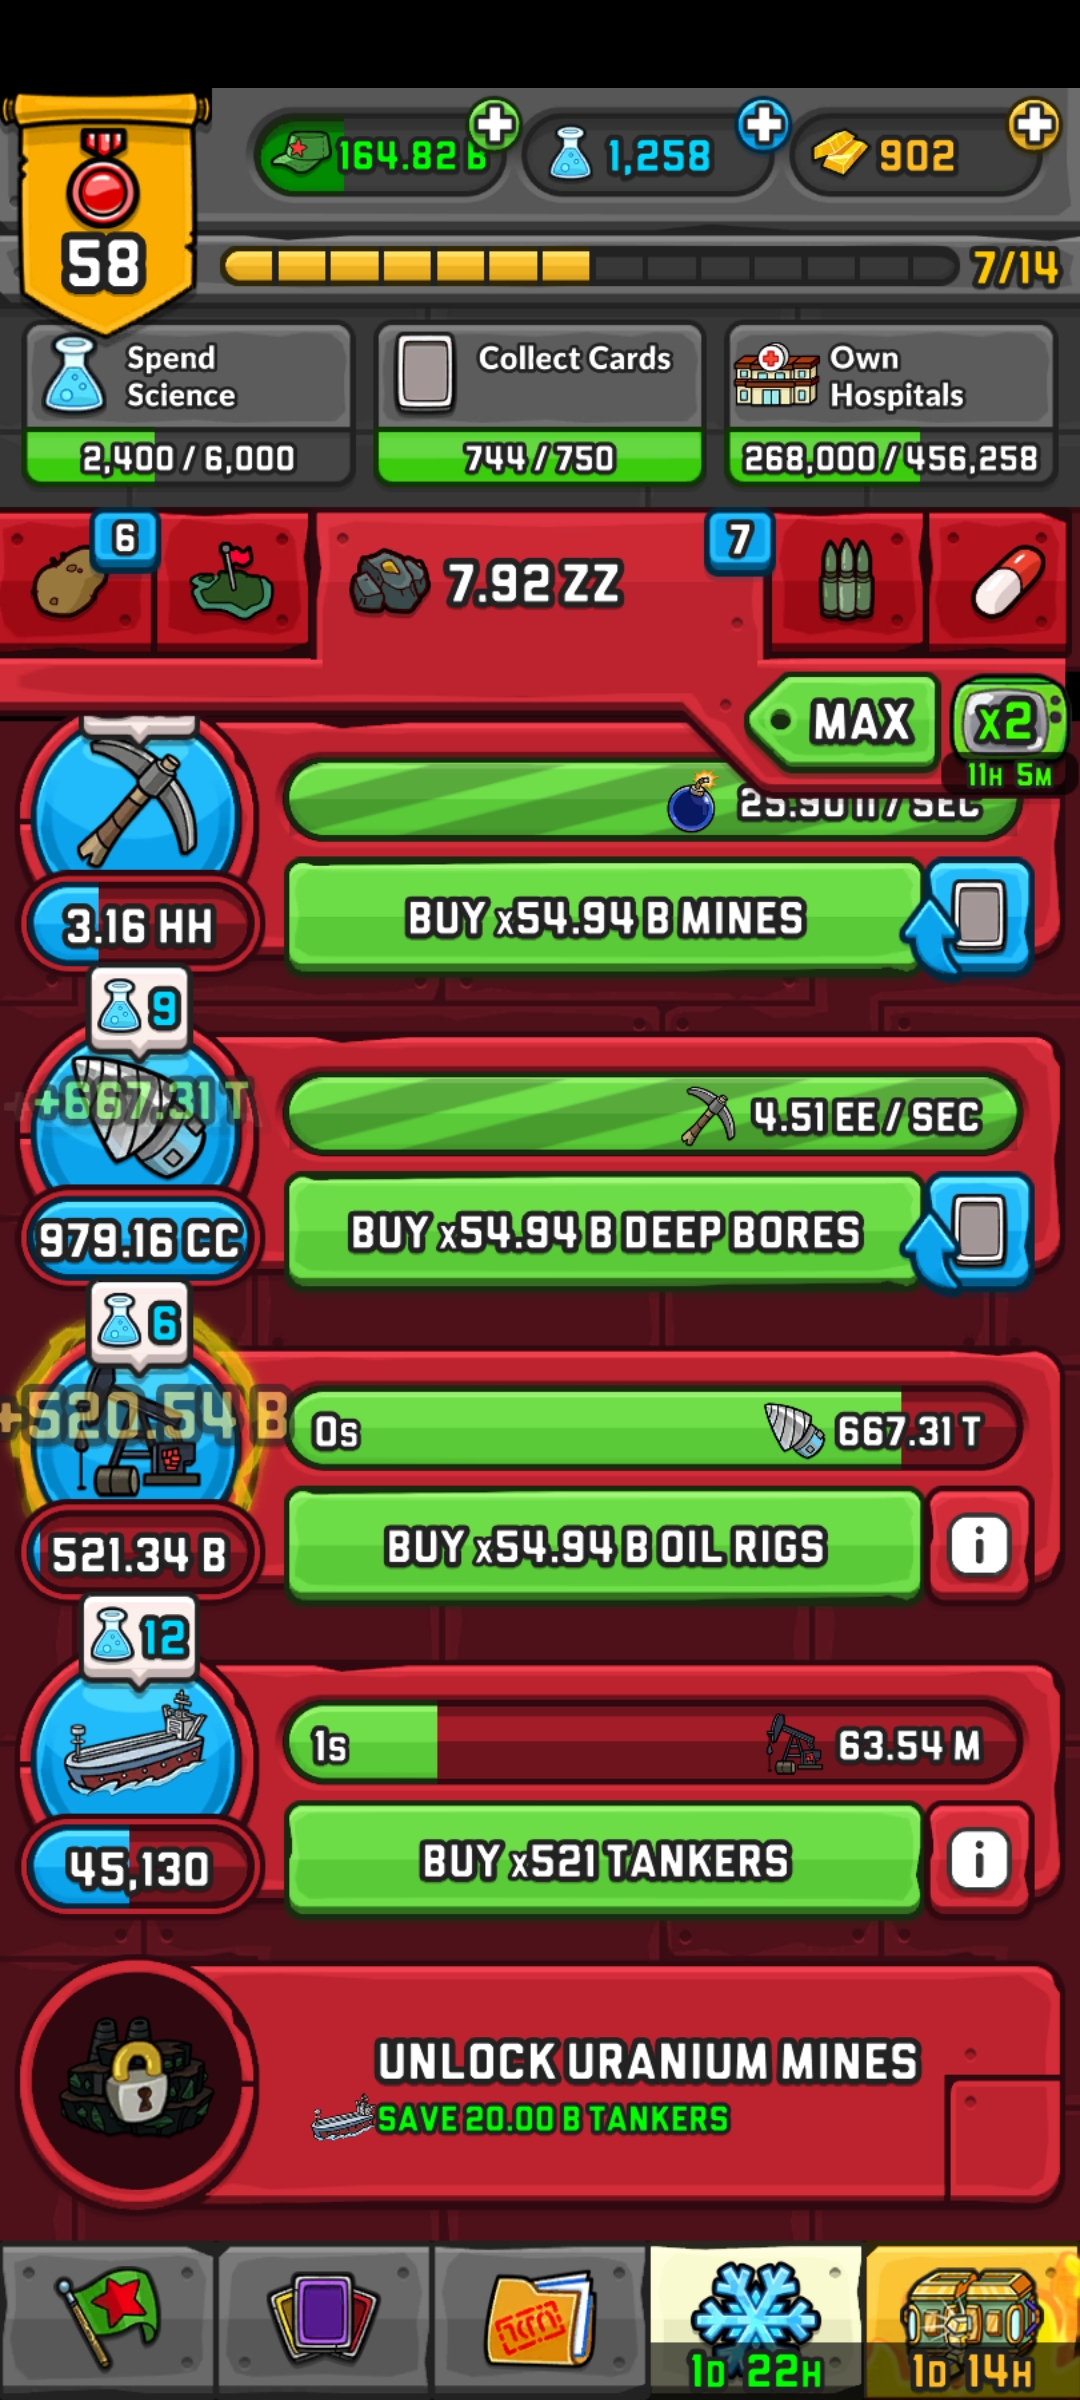 164.82 B
1,258
902
58
7/14
Spend
Science
2,400 / 6,000
Collect Cards
744 / 750
Own
Hospitals
268,000 / 456,258
6
7.92 ZZ
7
MAX
x2
11H 5M
/ SEC
3.16 HH
BUY x54.94 B MINES
9
+667.31 T
4.51 EE / SEC
979.16 CC
BUY x54.94 B DEEP BORES
6
+520.54 B
0s
667.31 T
521.34 B
BUY x54.94 B OIL RIGS
i
12
1s
63.54 M
45,130
BUY x521 TANKERS
i
UNLOCK URANIUM MINES
SAVE 20.00 B TANKERS
1D 22H
1D 14H